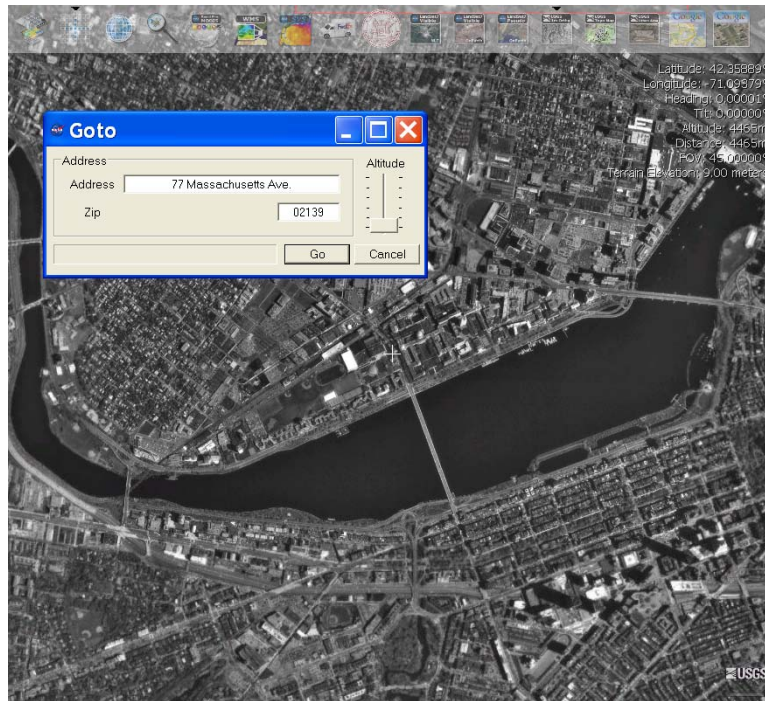 Latitude: 42.35889°
Longitude: -71.09379°
Heading: 0.00001°
Tilt: 0.00000°
Altitude: 4465m
Distance: 4465m
FOV: 45.00000°
Terrain Elevation: 9.00 meters
Goto
Address
Altitude
Address 77 Massachusetts Ave.
Zip 02139
Go Cancel
USGS